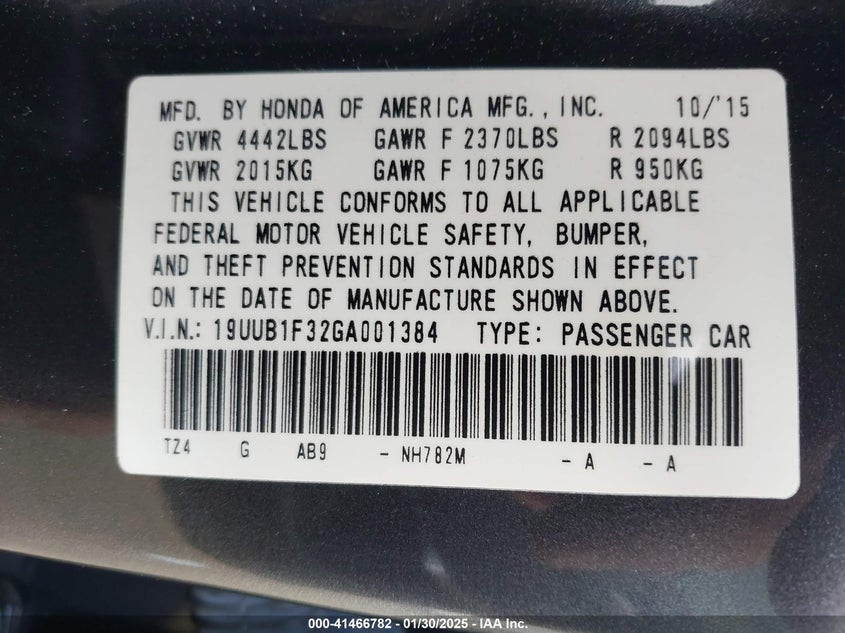 MFD. BY HONDA OF AMERICA MFG., INC. 10/'15
GVWR 4442LBS GAWR F 2370LBS R 2094LBS
GVWR 2015KG GAWR F 1075KG R 950KG
THIS VEHICLE CONFORMS TO ALL APPLICABLE
FEDERAL MOTOR VEHICLE SAFETY, BUMPER,
AND THEFT PREVENTION STANDARDS IN EFFECT
ON THE DATE OF MANUFACTURE SHOWN ABOVE.
V.I.N.: 19UUB1F32GA001384 TYPE: PASSENGER CAR
TZ4 G AB9 - NH782M - A - A
000-41466782 — 01/30/2025 — IAA Inc.